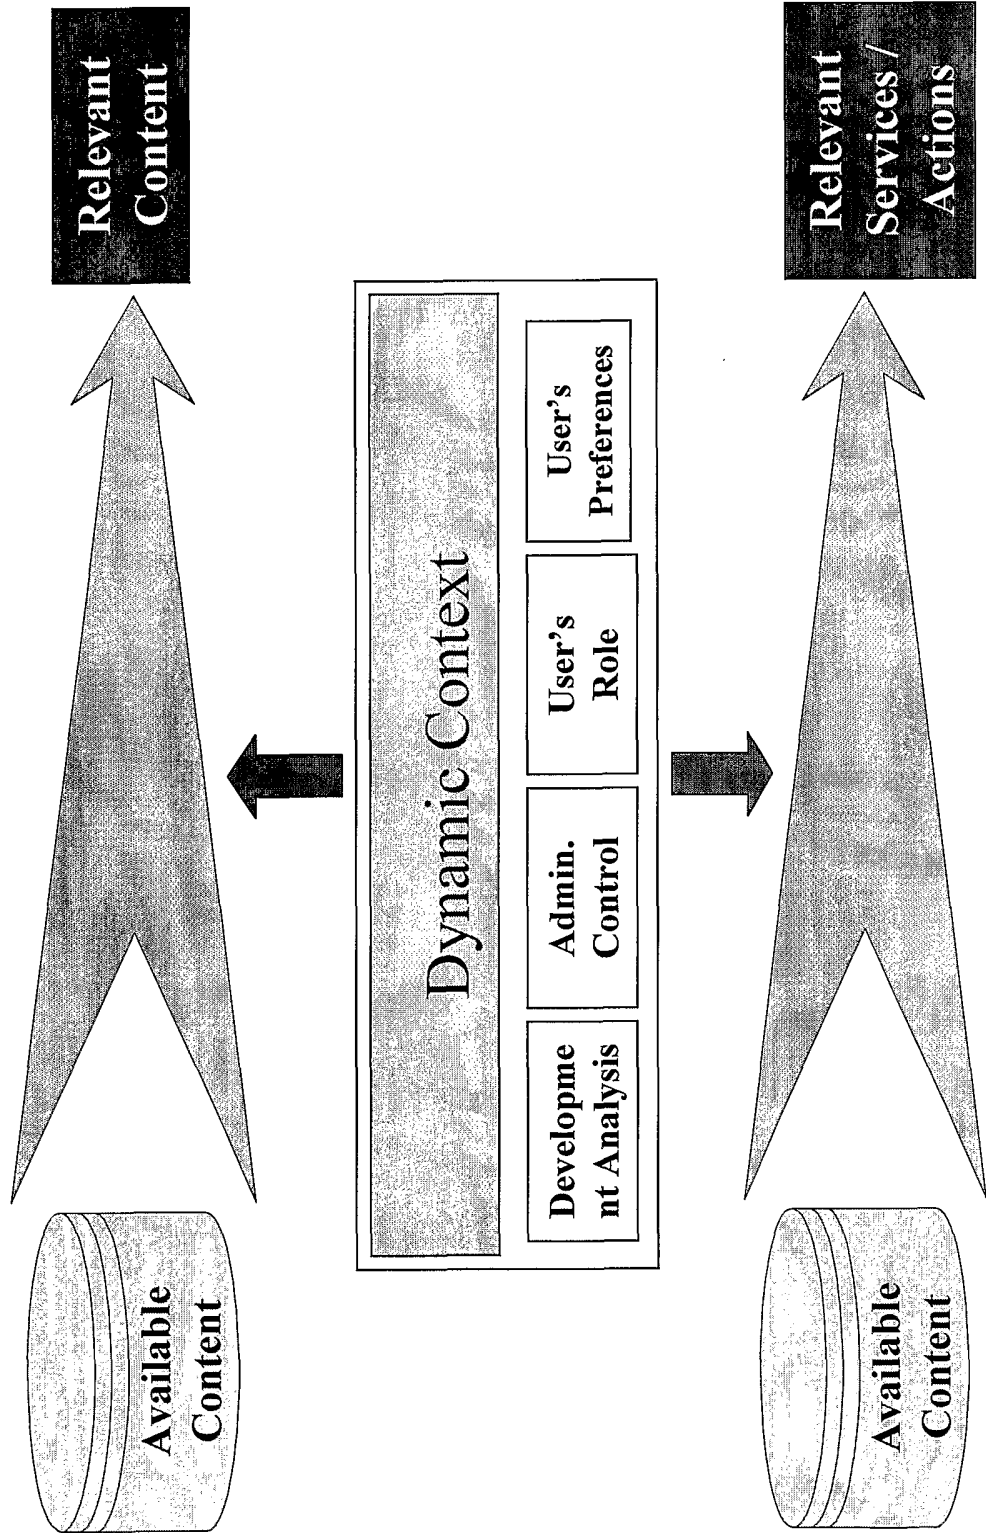 Available
Content
Relevant
Content
Dynamic Context
Developme
nt Analysis
Admin.
Control
User's
Role
User's
Preferences
Available
Content
Relevant
Services /
Actions